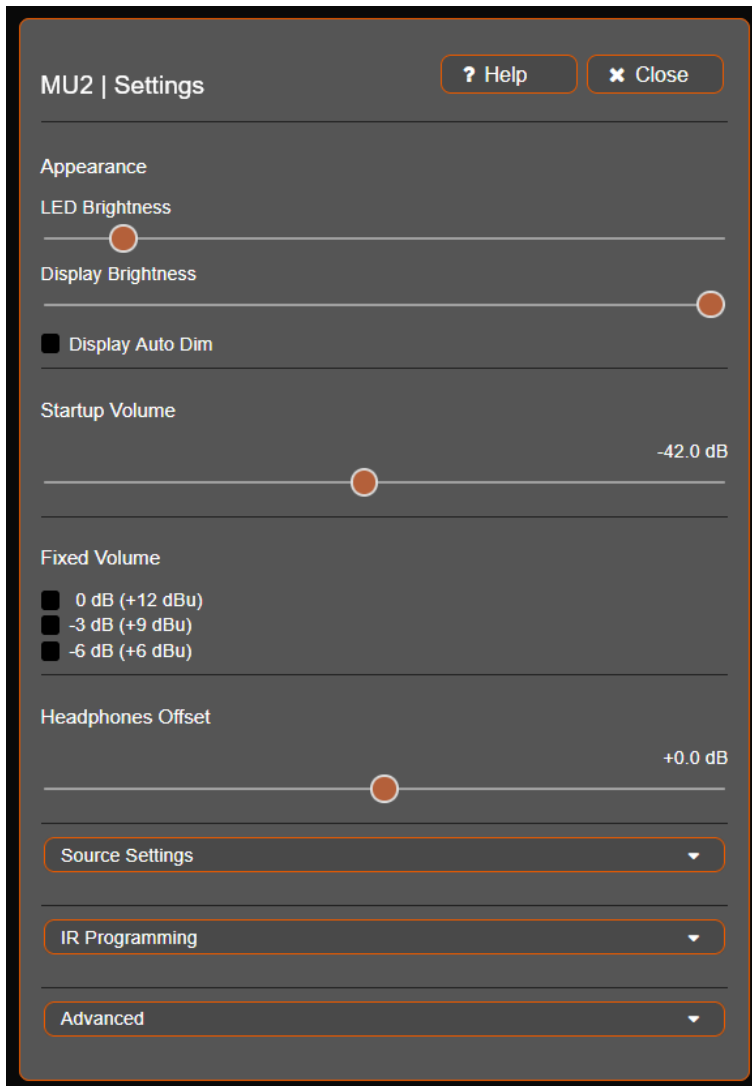 MU2 | Settings
? Help
✖ Close
Appearance
LED Brightness
Display Brightness
Display Auto Dim
Startup Volume
-42.0 dB
Fixed Volume
0 dB (+12 dBu)
-3 dB (+9 dBu)
-6 dB (+6 dBu)
Headphones Offset
+0.0 dB
Source Settings
IR Programming
Advanced